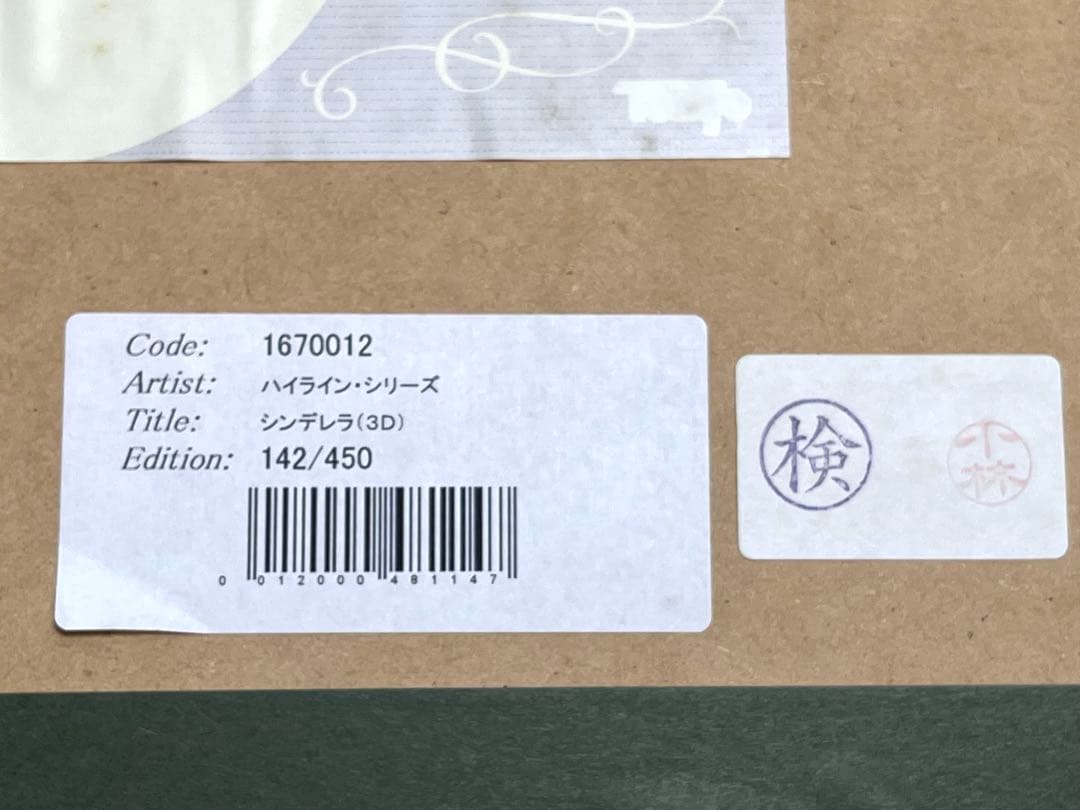 Code: 1670012
Artist: ハイライン・シリーズ
Title: シンデレラ(3D)
Edition: 142/450
0 012000 481147
検
小林